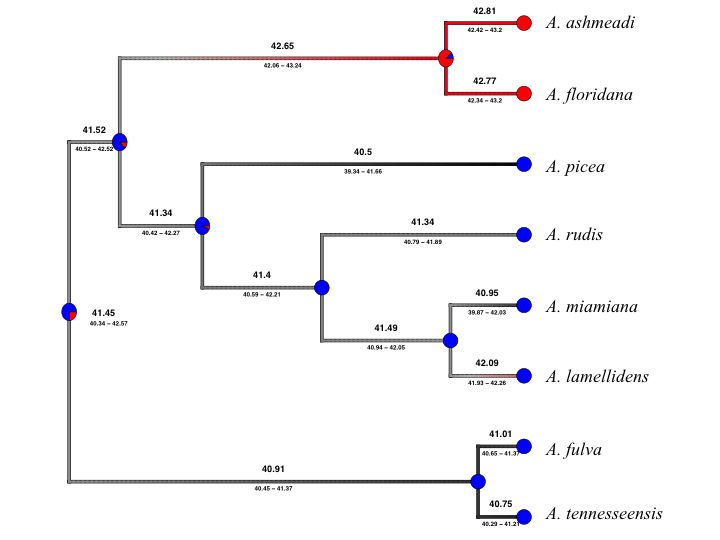 42.81
A. ashmeadi
42.42 – 43.2
42.65
42.06 – 43.24
42.77
A. floridana
42.34 – 43.2
41.52
40.52 – 42.52
40.5
A. picea
39.34 – 41.66
41.34
40.42 – 42.27
41.34
A. rudis
40.79 – 41.89
41.4
40.59 – 42.21
40.95
A. miamiana
39.87 – 42.03
41.45
40.34 – 42.57
41.49
40.94 – 42.05
42.09
A. lamellidens
41.93 – 42.26
41.01
A. fulva
40.65 – 41.37
40.91
40.45 – 41.37
40.75
A. tennesseensis
40.29 – 41.21